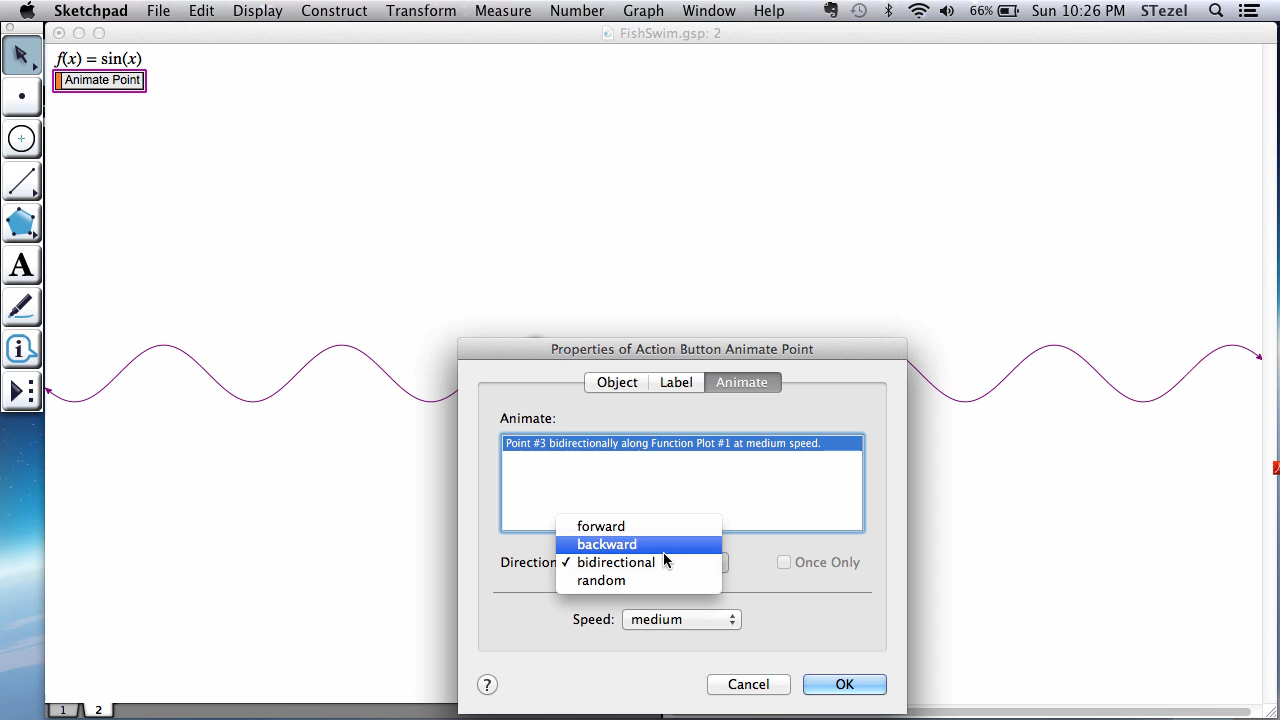 Sketchpad File Edit Display Construct Transform Measure Number Graph Window Help 66% Sun 10:26 PM STezel
FishSwim.gsp: 2
f(x) = sin(x)
Animate Point
A
Properties of Action Button Animate Point
Object Label Animate
Animate:
Point #3 bidirectionally along Function Plot #1 at medium speed.
forward
backward
Direction ✓ bidirectional Once Only
random
Speed: medium
? Cancel OK
1 2